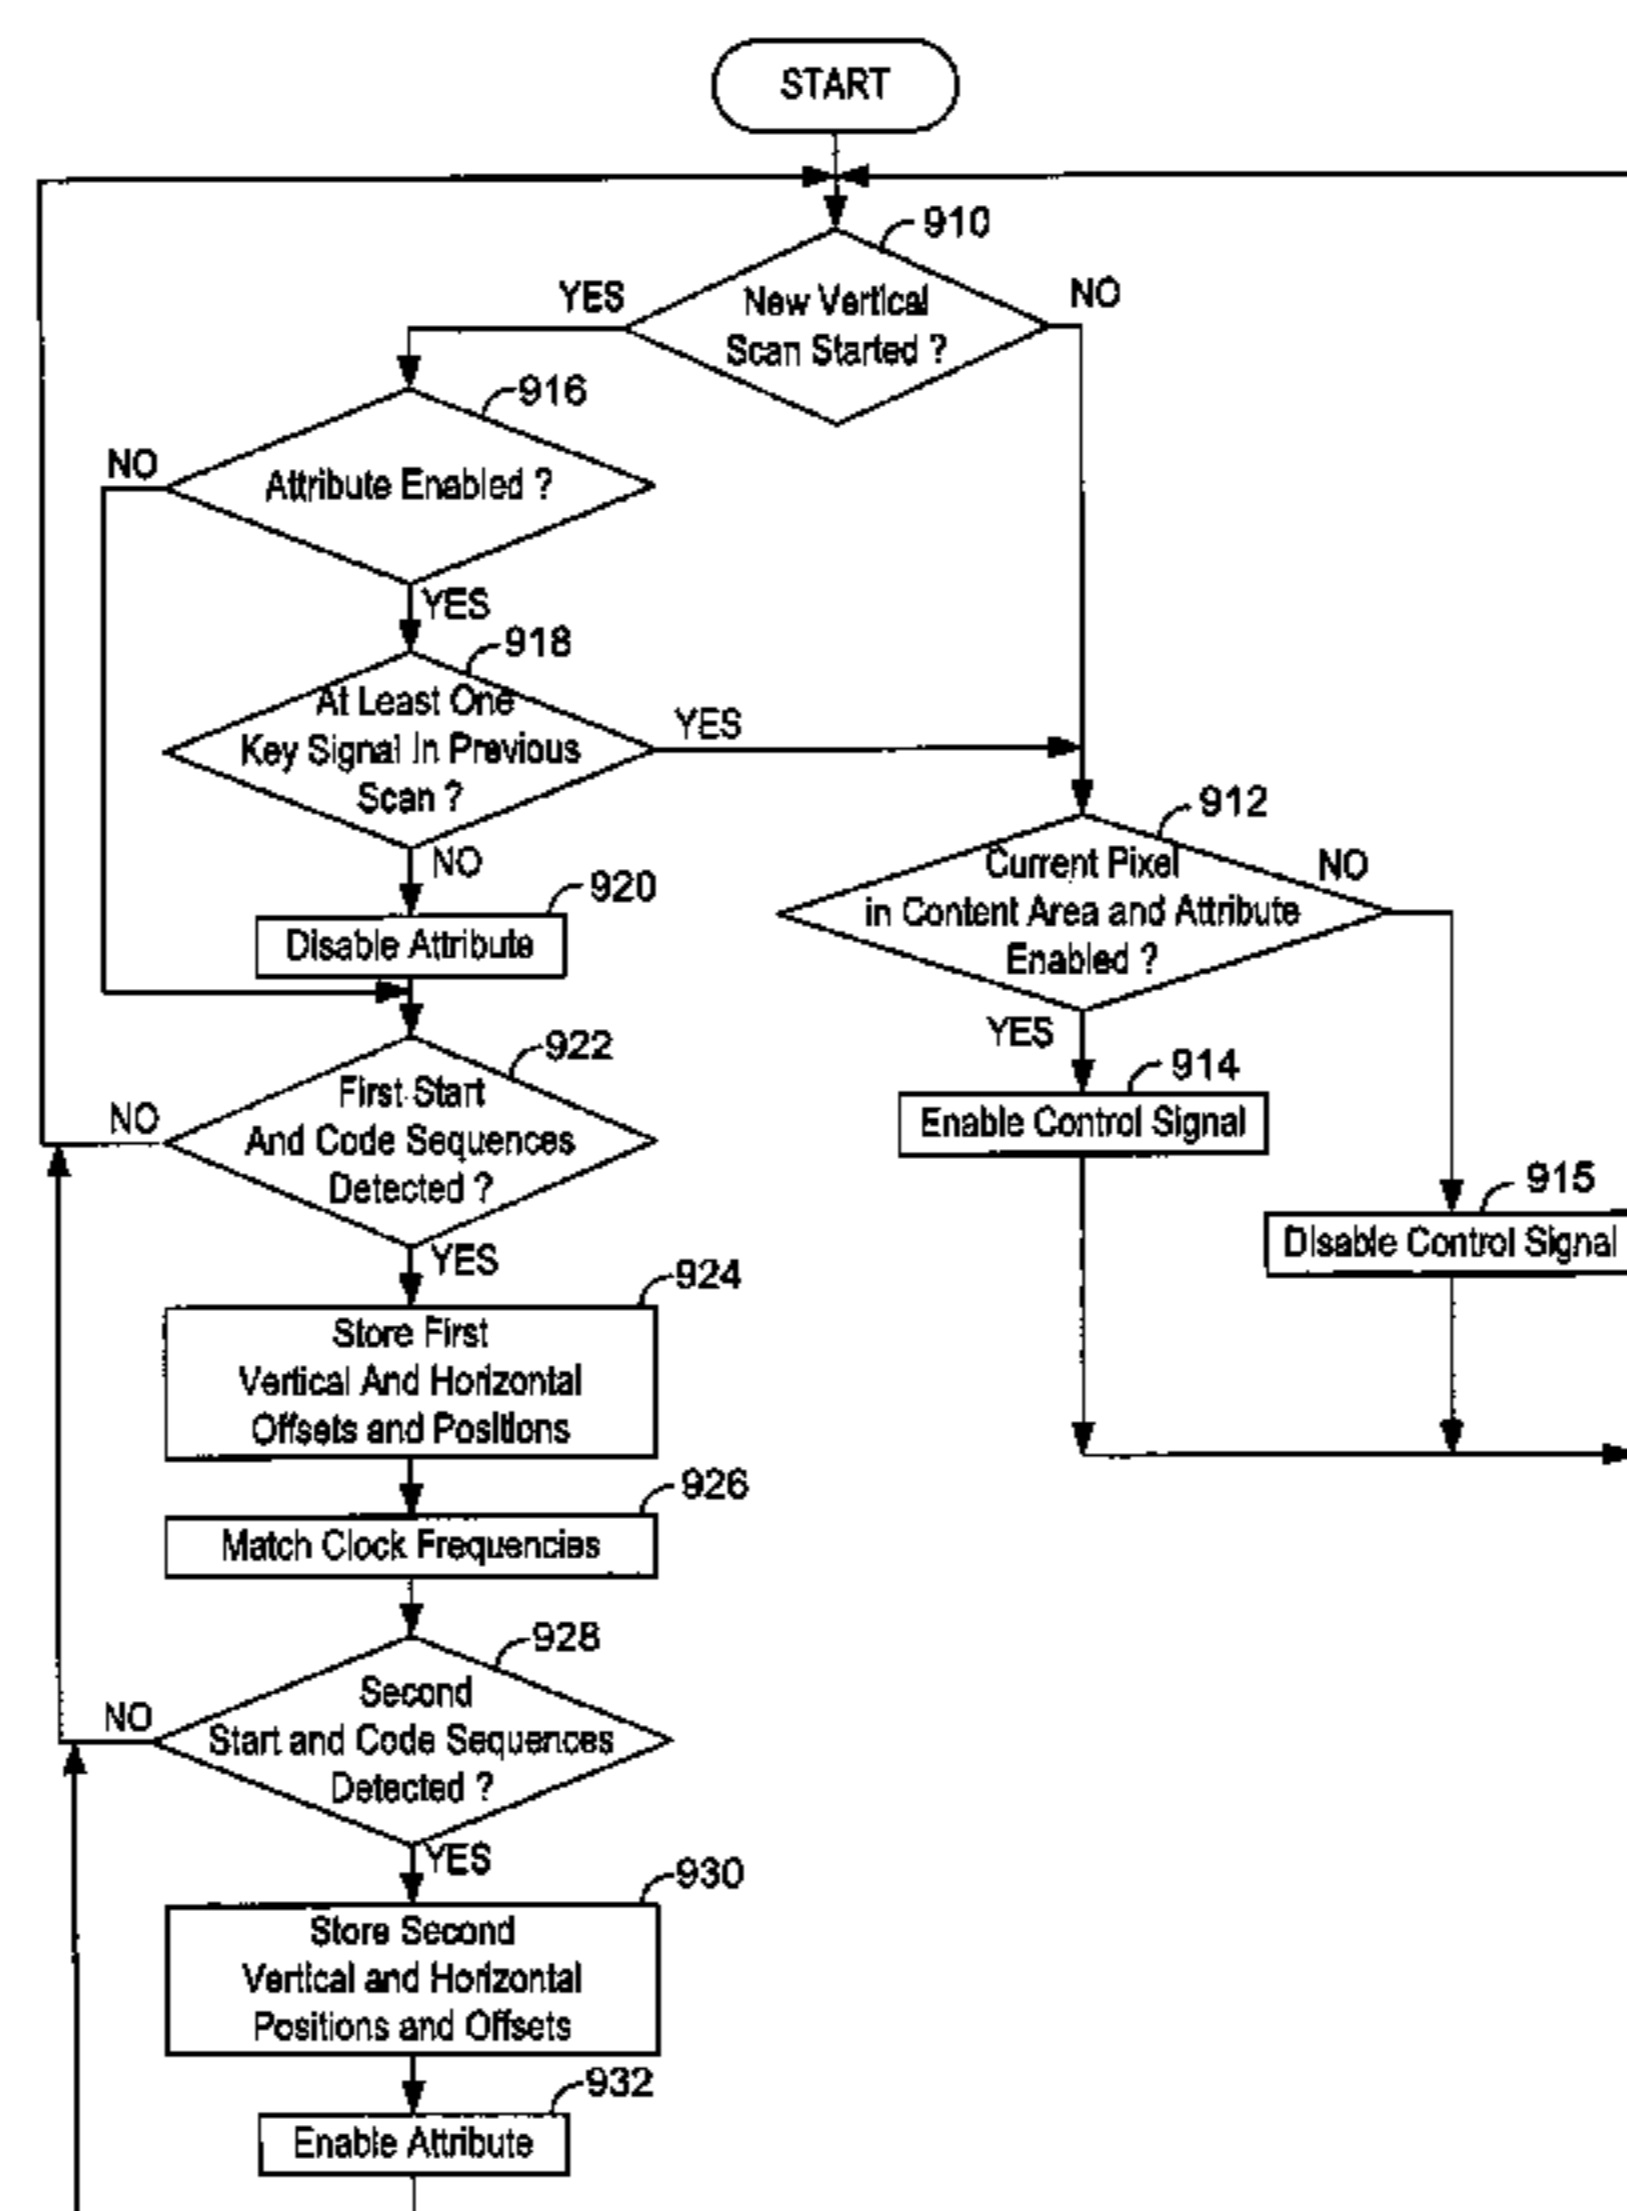 START
910
YES
New Vertical
Scan Started ?
NO
916
NO
Attribute Enabled ?
YES
918
At Least One
Key Signal In Previous
Scan ?
YES
NO
912
Current Pixel
in Content Area and Attribute
Enabled ?
NO
920
Disable Attribute
YES
914
Enable Control Signal
915
Disable Control Signal
922
NO
First Start
And Code Sequences
Detected ?
YES
924
Store First
Vertical And Horizontal
Offsets and Positions
926
Match Clock Frequencies
928
NO
Second
Start and Code Sequences
Detected ?
YES
930
Store Second
Vertical and Horizontal
Positions and Offsets
932
Enable Attribute